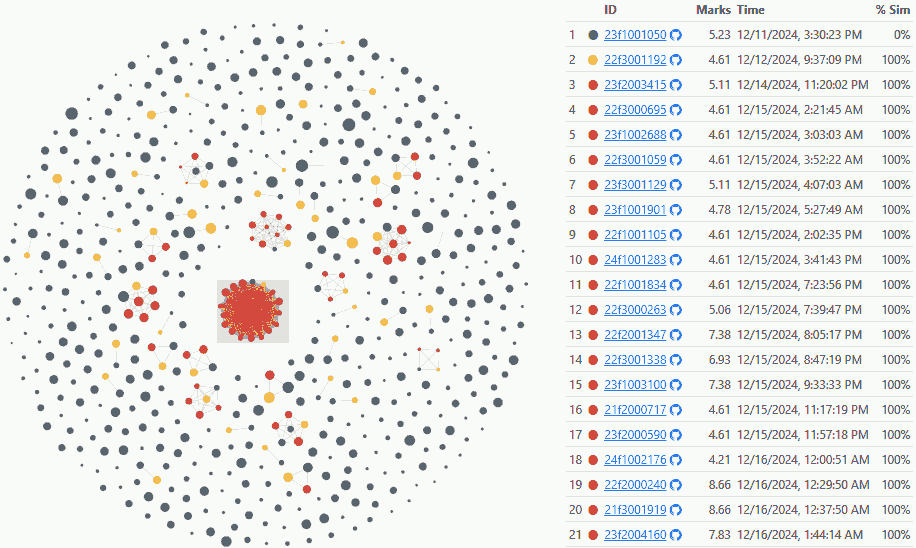 ID Marks Time % Sim
1 23f1001050 5.23 12/11/2024, 3:30:23 PM 0%
2 22f3001192 4.61 12/12/2024, 9:37:09 PM 100%
3 23f2003415 5.11 12/14/2024, 11:20:02 PM 100%
4 22f3000695 4.61 12/15/2024, 2:21:45 AM 100%
5 23f1002688 4.61 12/15/2024, 3:03:03 AM 100%
6 22f3001059 4.61 12/15/2024, 3:52:22 AM 100%
7 23f3001129 5.11 12/15/2024, 4:07:03 AM 100%
8 23f1001901 4.78 12/15/2024, 5:27:49 AM 100%
9 22f1001105 4.61 12/15/2024, 2:02:35 PM 100%
10 24f1001283 4.61 12/15/2024, 3:41:43 PM 100%
11 22f1001834 4.61 12/15/2024, 7:23:56 PM 100%
12 22f3000263 5.06 12/15/2024, 7:39:47 PM 100%
13 22f2001347 7.38 12/15/2024, 8:05:17 PM 100%
14 22f3001338 6.93 12/15/2024, 8:47:19 PM 100%
15 23f1003100 7.38 12/15/2024, 9:33:33 PM 100%
16 21f2000717 4.61 12/15/2024, 11:17:19 PM 100%
17 23f2000590 4.61 12/15/2024, 11:57:18 PM 100%
18 24f1002176 4.21 12/16/2024, 12:00:51 AM 100%
19 22f2000240 8.66 12/16/2024, 12:29:50 AM 100%
20 21f3001919 8.66 12/16/2024, 12:37:50 AM 100%
21 23f2004160 7.83 12/16/2024, 1:44:14 AM 100%